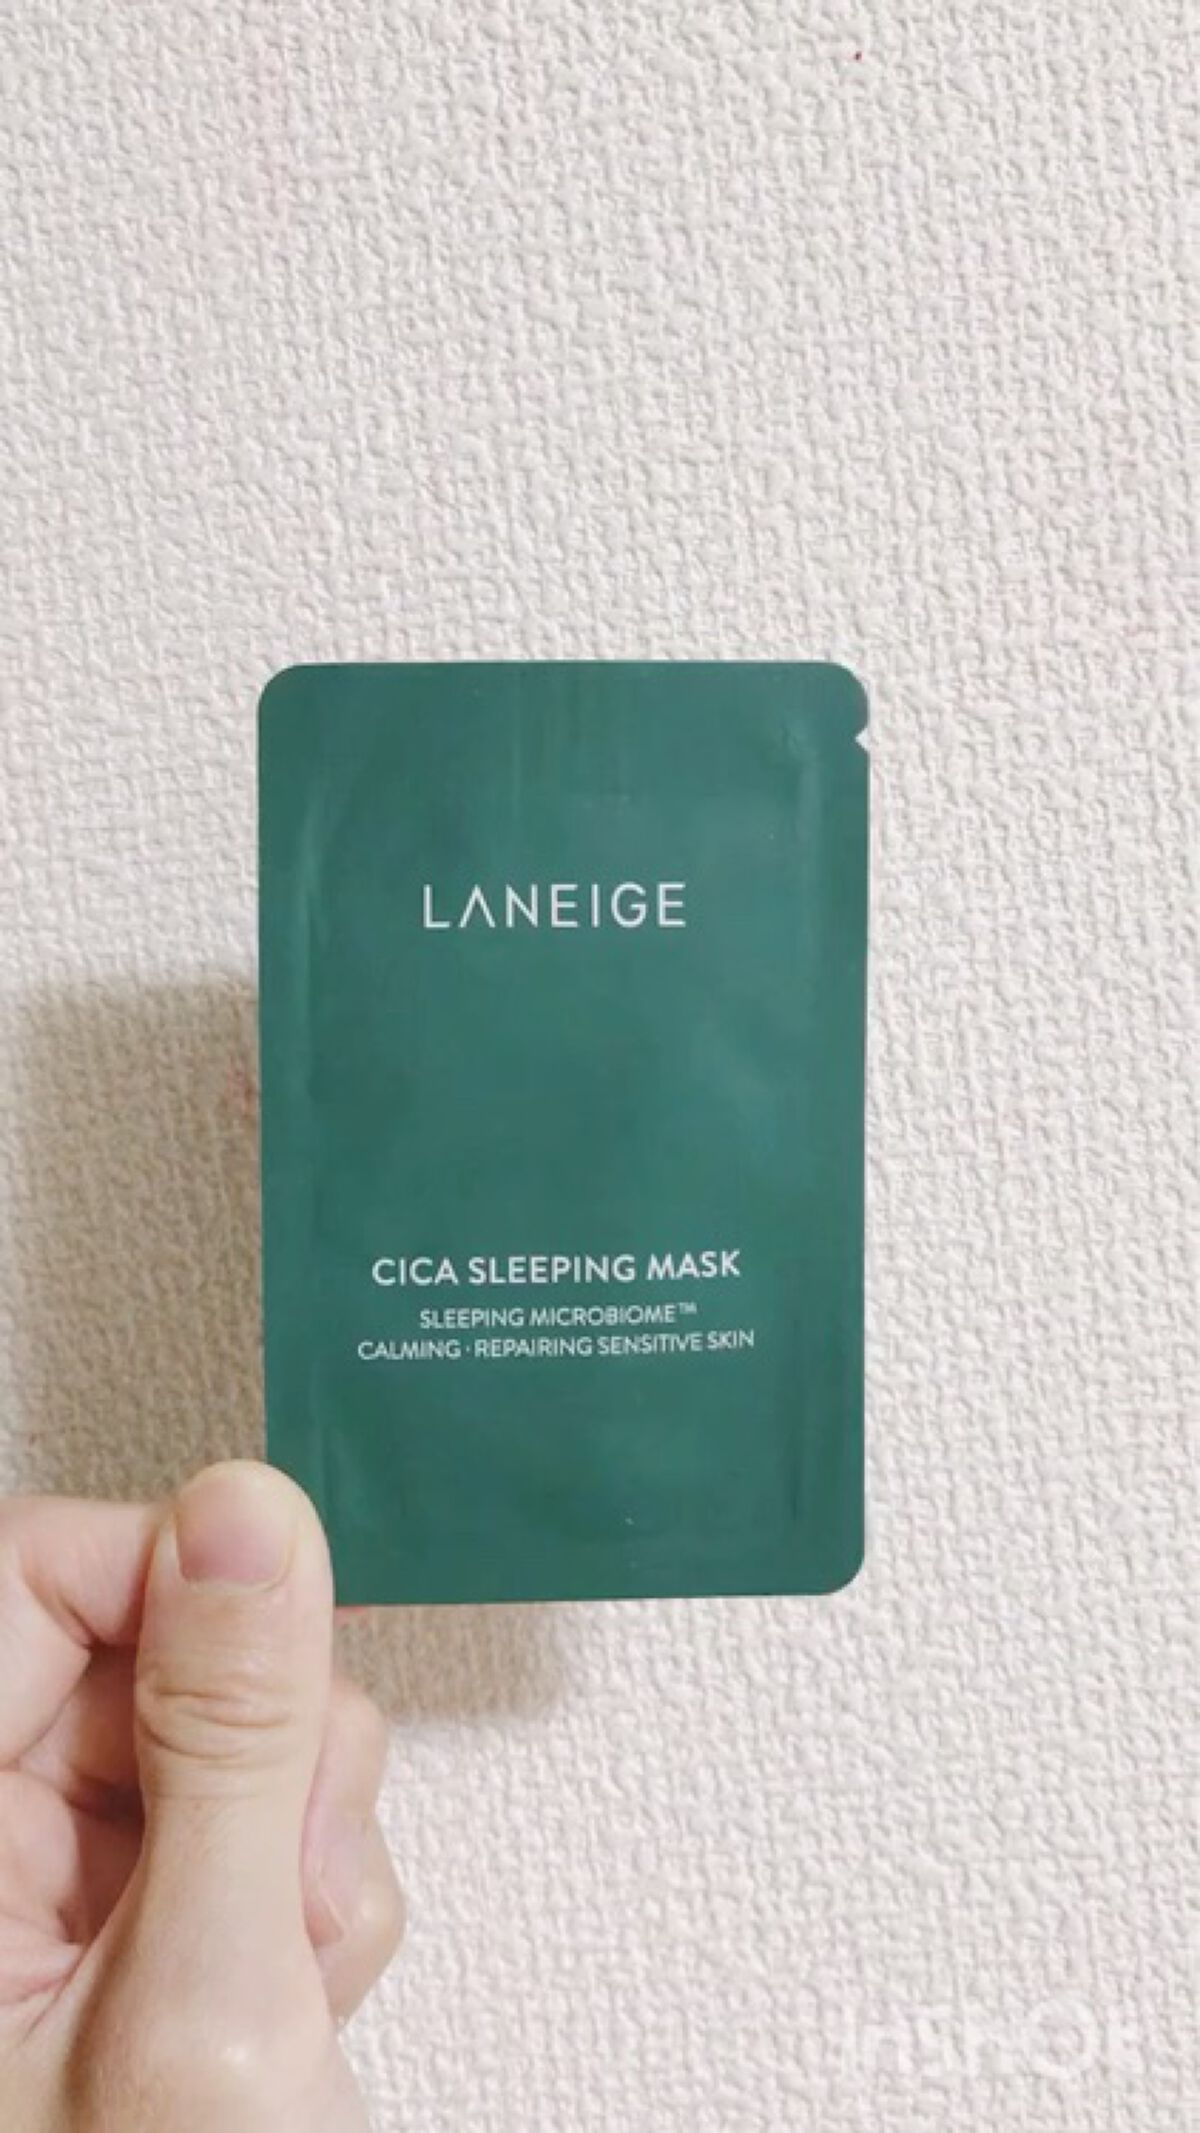 LANEIGE
CICA SLEEPING MASK
SLEEPING MICROBIOME™
CALMING · REPAIRING SENSITIVE SKIN